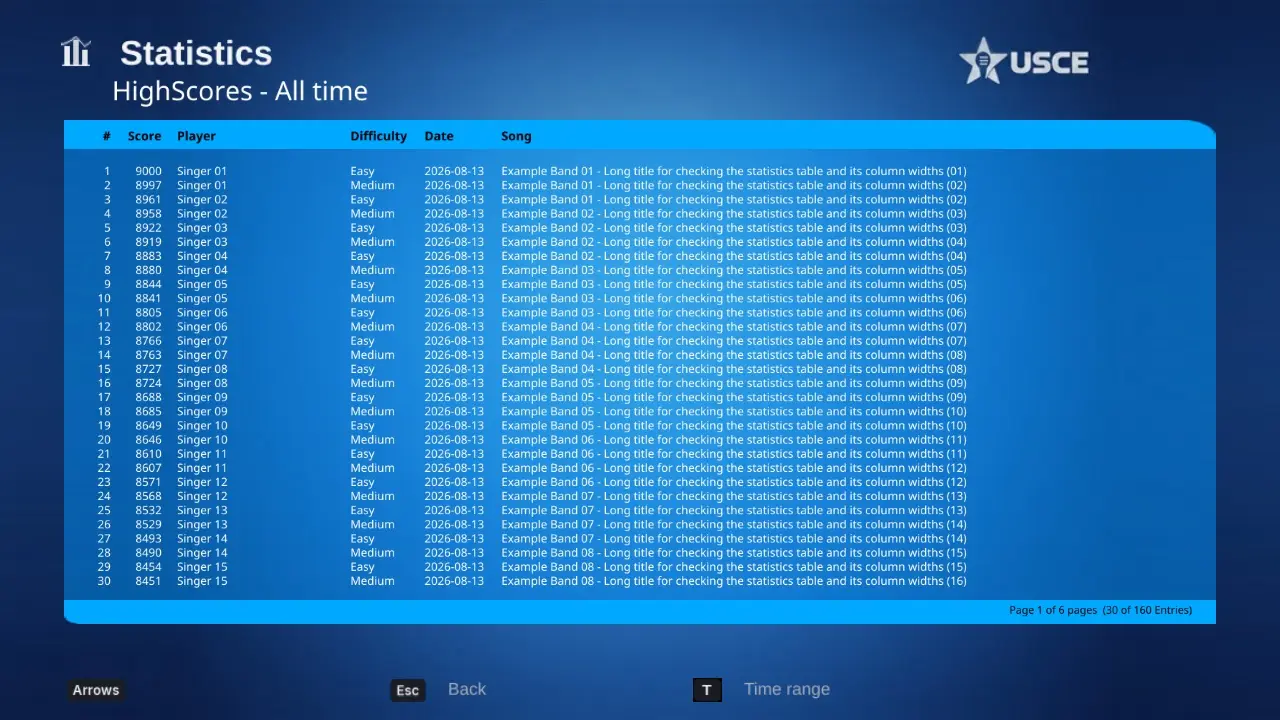 Statistics
HighScores - All time
USCE
# Score Player Difficulty Date Song
1 9000 Singer 01 Easy 2026-08-13 Example Band 01 - Long title for checking the statistics table and its column widths (01)
2 8997 Singer 01 Medium 2026-08-13 Example Band 01 - Long title for checking the statistics table and its column widths (02)
3 8961 Singer 02 Easy 2026-08-13 Example Band 01 - Long title for checking the statistics table and its column widths (02)
4 8958 Singer 02 Medium 2026-08-13 Example Band 02 - Long title for checking the statistics table and its column widths (03)
5 8922 Singer 03 Easy 2026-08-13 Example Band 02 - Long title for checking the statistics table and its column widths (03)
6 8919 Singer 03 Medium 2026-08-13 Example Band 02 - Long title for checking the statistics table and its column widths (04)
7 8883 Singer 04 Easy 2026-08-13 Example Band 02 - Long title for checking the statistics table and its column widths (04)
8 8880 Singer 04 Medium 2026-08-13 Example Band 03 - Long title for checking the statistics table and its column widths (05)
9 8844 Singer 05 Easy 2026-08-13 Example Band 03 - Long title for checking the statistics table and its column widths (05)
10 8841 Singer 05 Medium 2026-08-13 Example Band 03 - Long title for checking the statistics table and its column widths (06)
11 8805 Singer 06 Easy 2026-08-13 Example Band 03 - Long title for checking the statistics table and its column widths (06)
12 8802 Singer 06 Medium 2026-08-13 Example Band 04 - Long title for checking the statistics table and its column widths (07)
13 8766 Singer 07 Easy 2026-08-13 Example Band 04 - Long title for checking the statistics table and its column widths (07)
14 8763 Singer 07 Medium 2026-08-13 Example Band 04 - Long title for checking the statistics table and its column widths (08)
15 8727 Singer 08 Easy 2026-08-13 Example Band 04 - Long title for checking the statistics table and its column widths (08)
16 8724 Singer 08 Medium 2026-08-13 Example Band 05 - Long title for checking the statistics table and its column widths (09)
17 8688 Singer 09 Easy 2026-08-13 Example Band 05 - Long title for checking the statistics table and its column widths (09)
18 8685 Singer 09 Medium 2026-08-13 Example Band 05 - Long title for checking the statistics table and its column widths (10)
19 8649 Singer 10 Easy 2026-08-13 Example Band 05 - Long title for checking the statistics table and its column widths (10)
20 8646 Singer 10 Medium 2026-08-13 Example Band 06 - Long title for checking the statistics table and its column widths (11)
21 8610 Singer 11 Easy 2026-08-13 Example Band 06 - Long title for checking the statistics table and its column widths (11)
22 8607 Singer 11 Medium 2026-08-13 Example Band 06 - Long title for checking the statistics table and its column widths (12)
23 8571 Singer 12 Easy 2026-08-13 Example Band 06 - Long title for checking the statistics table and its column widths (12)
24 8568 Singer 12 Medium 2026-08-13 Example Band 07 - Long title for checking the statistics table and its column widths (13)
25 8532 Singer 13 Easy 2026-08-13 Example Band 07 - Long title for checking the statistics table and its column widths (13)
26 8529 Singer 13 Medium 2026-08-13 Example Band 07 - Long title for checking the statistics table and its column widths (14)
27 8493 Singer 14 Easy 2026-08-13 Example Band 07 - Long title for checking the statistics table and its column widths (14)
28 8490 Singer 14 Medium 2026-08-13 Example Band 08 - Long title for checking the statistics table and its column widths (15)
29 8454 Singer 15 Easy 2026-08-13 Example Band 08 - Long title for checking the statistics table and its column widths (15)
30 8451 Singer 15 Medium 2026-08-13 Example Band 08 - Long title for checking the statistics table and its column widths (16)
Page 1 of 6 pages (30 of 160 Entries)
Arrows Esc Back T Time range